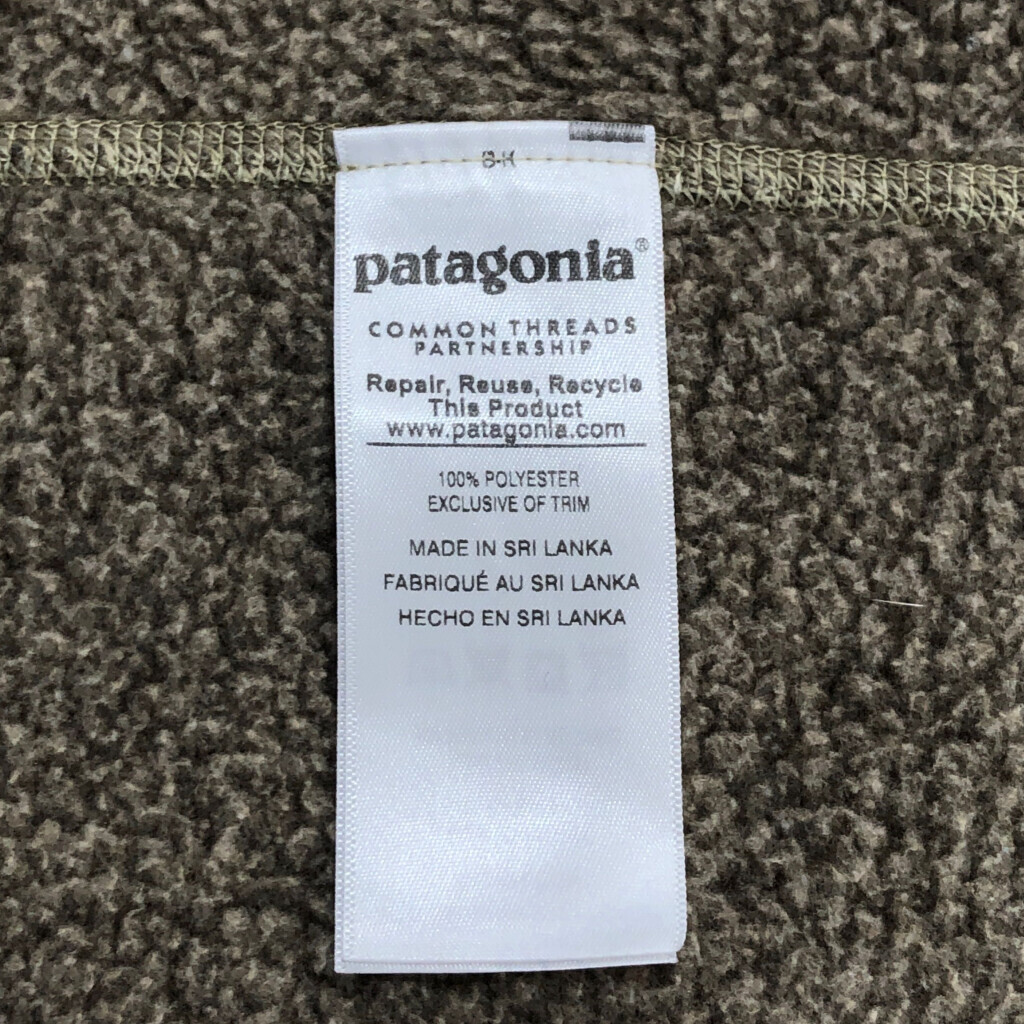 patagonia®
COMMON THREADS
PARTNERSHIP
Repair, Reuse, Recycle
This Product
www.patagonia.com
100% POLYESTER
EXCLUSIVE OF TRIM
MADE IN SRI LANKA
FABRIQUÉ AU SRI LANKA
HECHO EN SRI LANKA